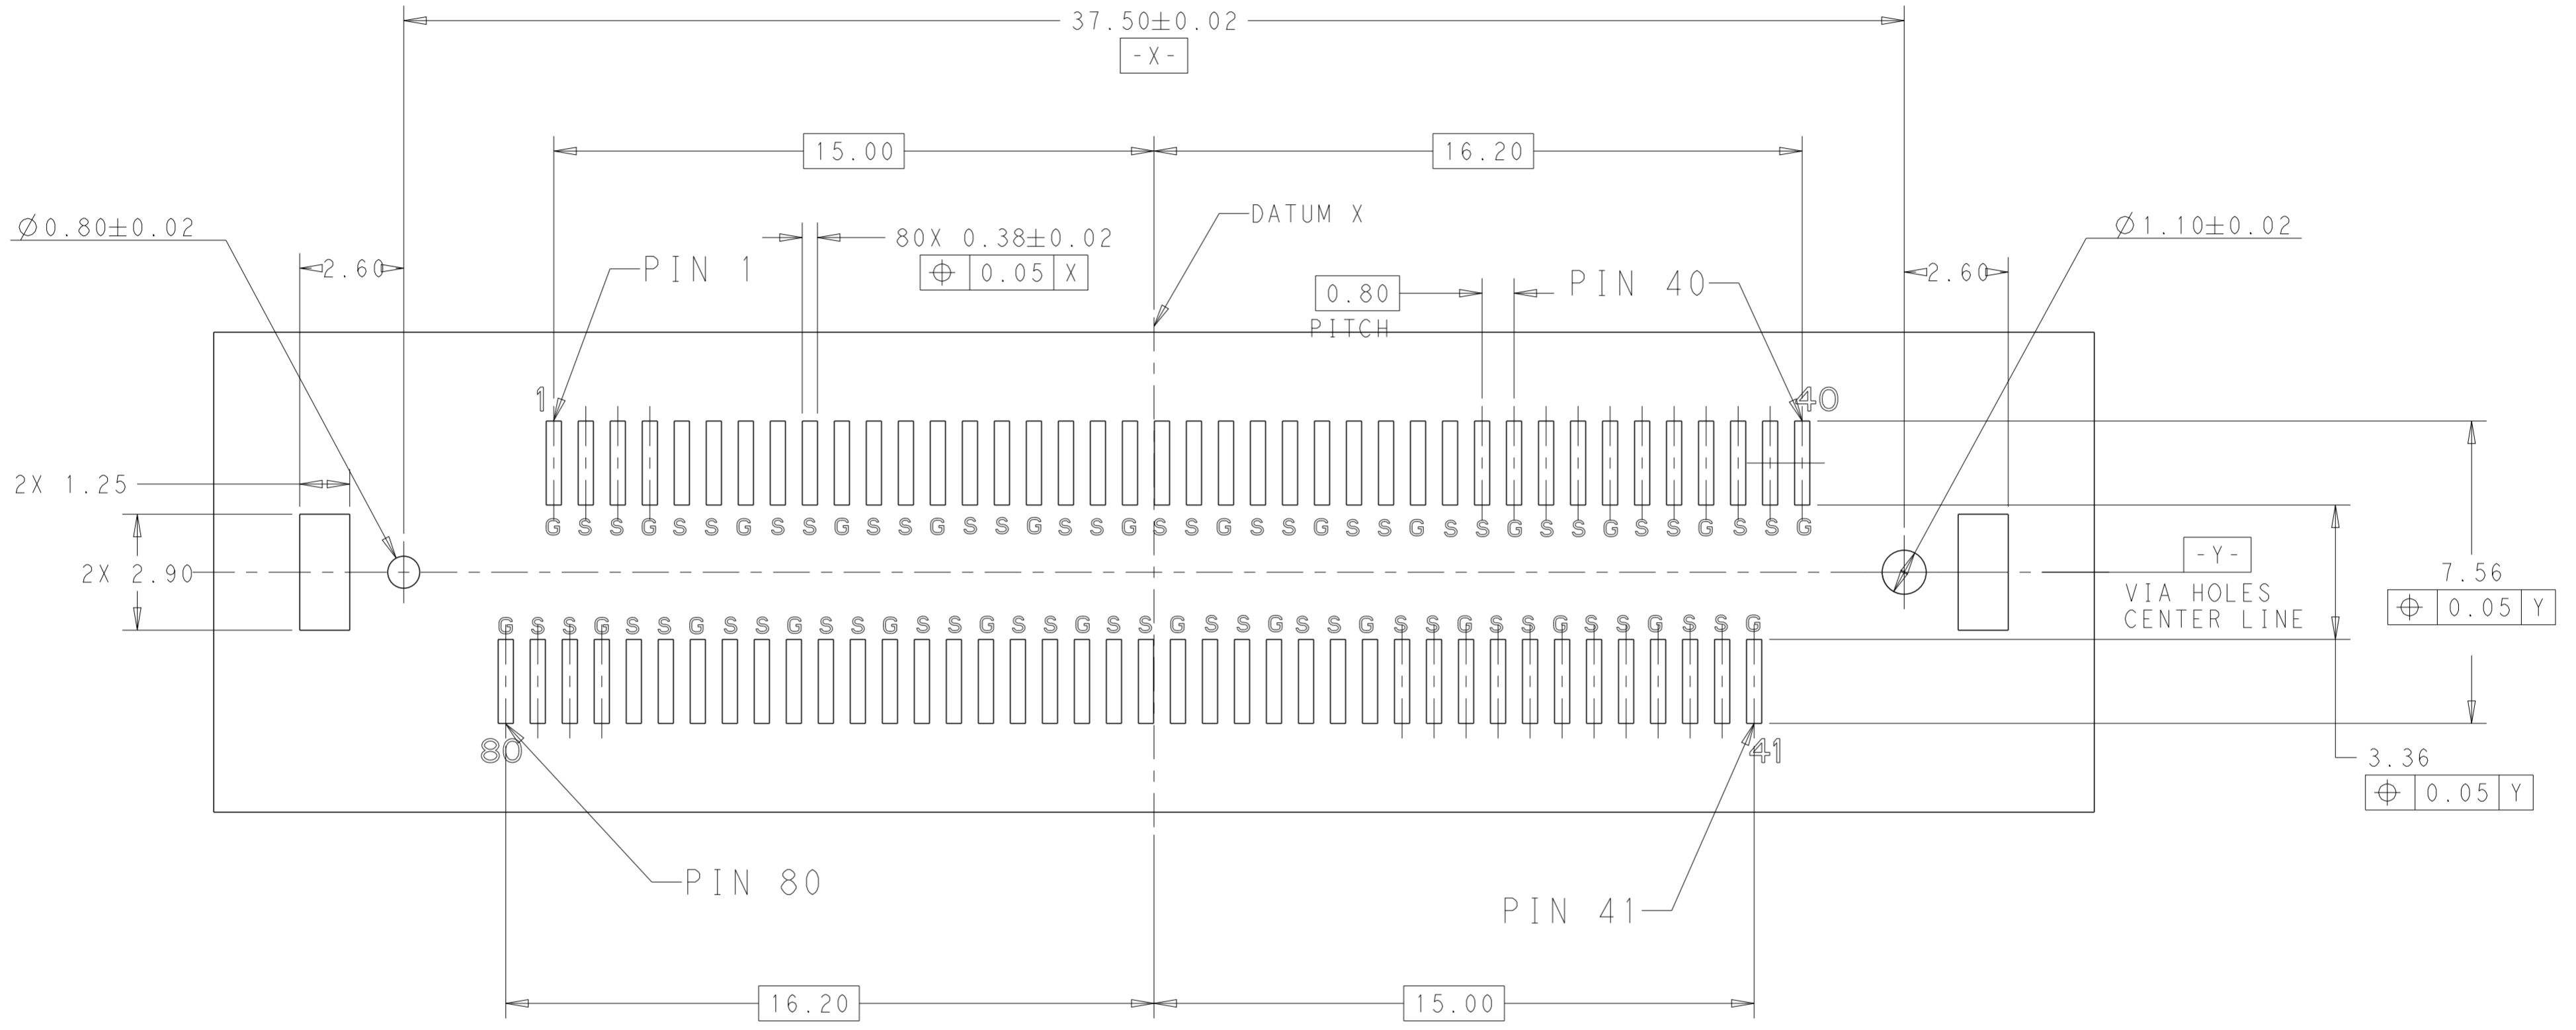 37.50±0.02
-X-
15.00
16.20
DATUM X
Ø0.80±0.02
80X 0.38±0.02
⌖ 0.05 X
Ø1.10±0.02
2.60
PIN 1
0.80
PITCH
PIN 40
2.60
1
40
2X 1.25
G S S G S S G S S G S S G S S G S S G S S G S S G S S G S S G S S G S S G S S G
2X 2.90
-Y-
VIA HOLES
CENTER LINE
7.56
⌖ 0.05 Y
G S S G S S G S S G S S G S S G S S G S S G S S G S S G S S G S S G S S G S S G
80
41
3.36
⌖ 0.05 Y
PIN 80
PIN 41
16.20
15.00